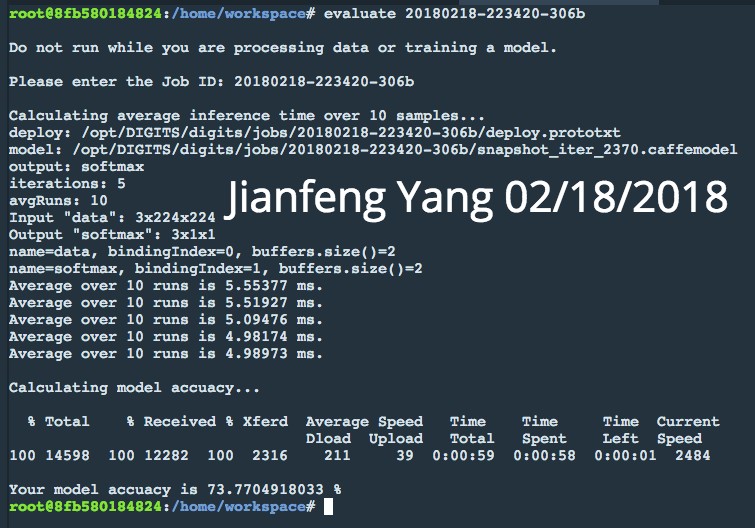 root@8fb580184824:/home/workspace# evaluate 20180218-223420-306b
Do not run while you are processing data or training a model.
Please enter the Job ID: 20180218-223420-306b
Calculating average inference time over 10 samples...
deploy: /opt/DIGITS/digits/jobs/20180218-223420-306b/deploy.prototxt
model: /opt/DIGITS/digits/jobs/20180218-223420-306b/snapshot_iter_2370.caffemodel
output: softmax
iterations: 5
avgRuns: 10
Jianfeng Yang 02/18/2018
Input "data": 3x224x224
Output "softmax": 3x1x1
name=data, bindingIndex=0, buffers.size()=2
name=softmax, bindingIndex=1, buffers.size()=2
Average over 10 runs is 5.55377 ms.
Average over 10 runs is 5.51927 ms.
Average over 10 runs is 5.09476 ms.
Average over 10 runs is 4.98174 ms.
Average over 10 runs is 4.98973 ms.
Calculating model accuacy...
% Total % Received % Xferd Average Speed Time Time Time Current
Dload Upload Total Spent Left Speed
100 14598 100 12282 100 2316 211 39 0:00:59 0:00:58 0:00:01 2484
Your model accuacy is 73.7704918033 %
root@8fb580184824:/home/workspace#